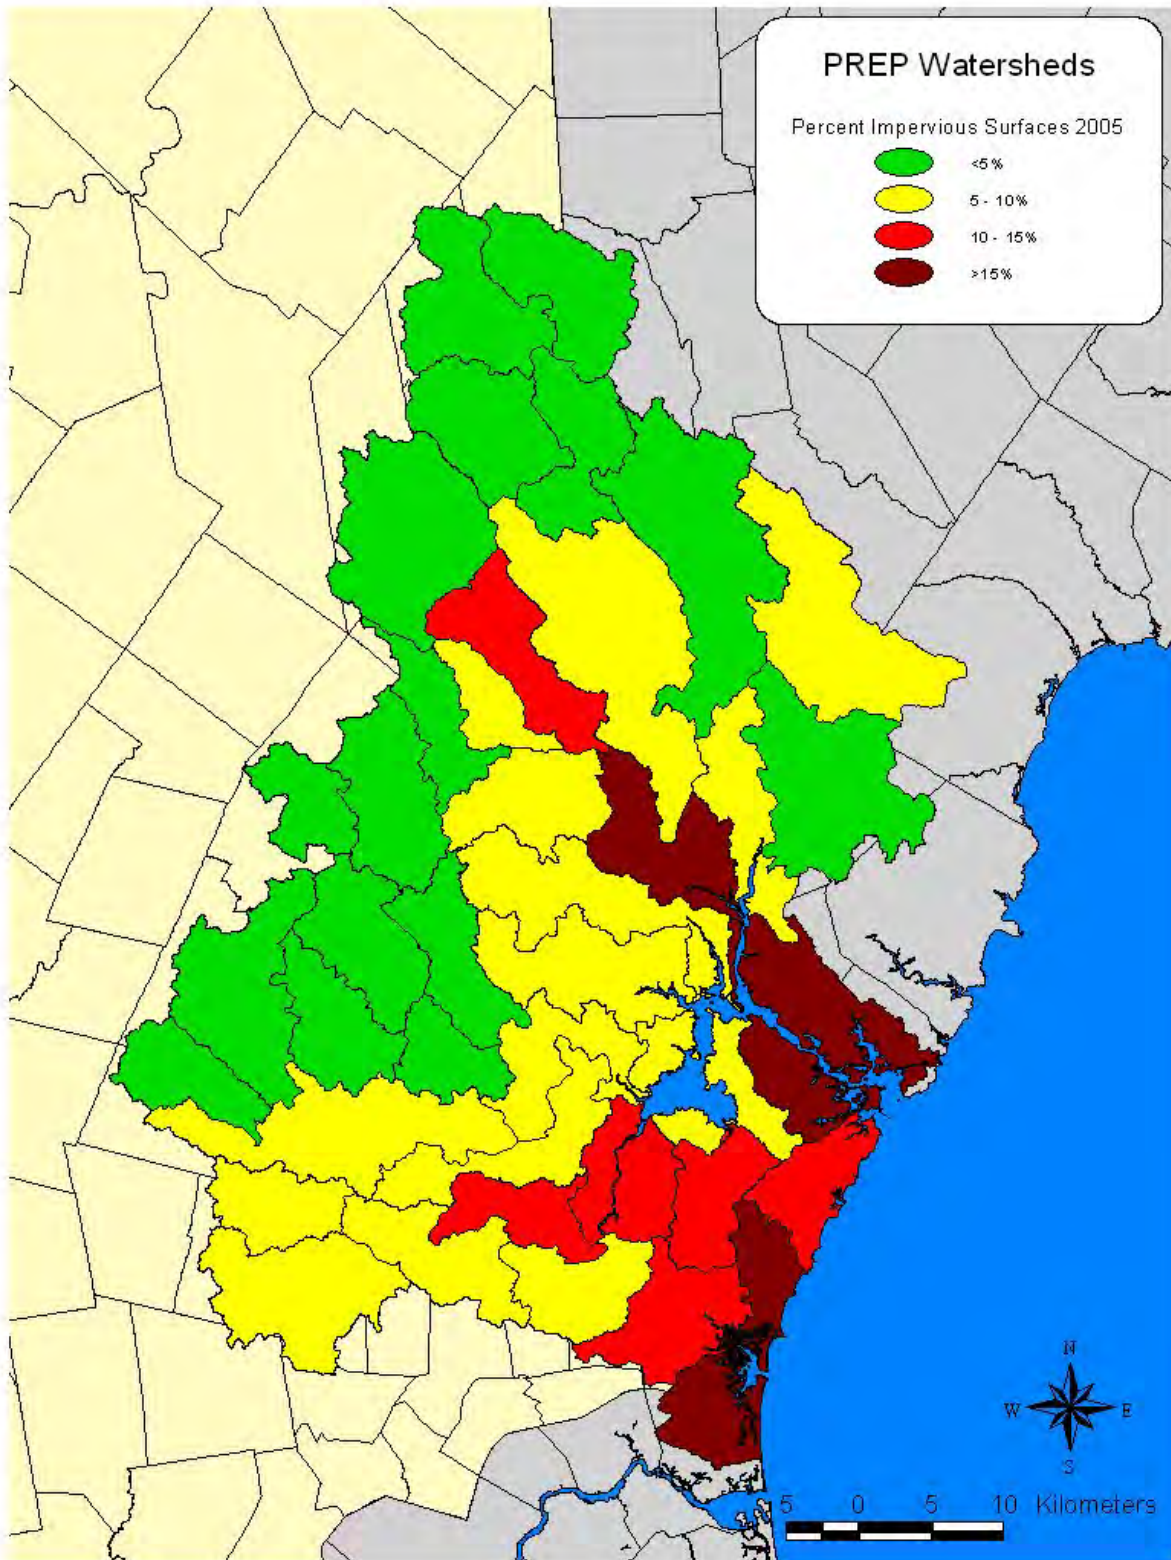 PREP Watersheds
Percent Impervious Surfaces 2005
<5%
5 - 10%
10 - 15%
>15%
N
W E
S
5 0 5 10 Kilometers